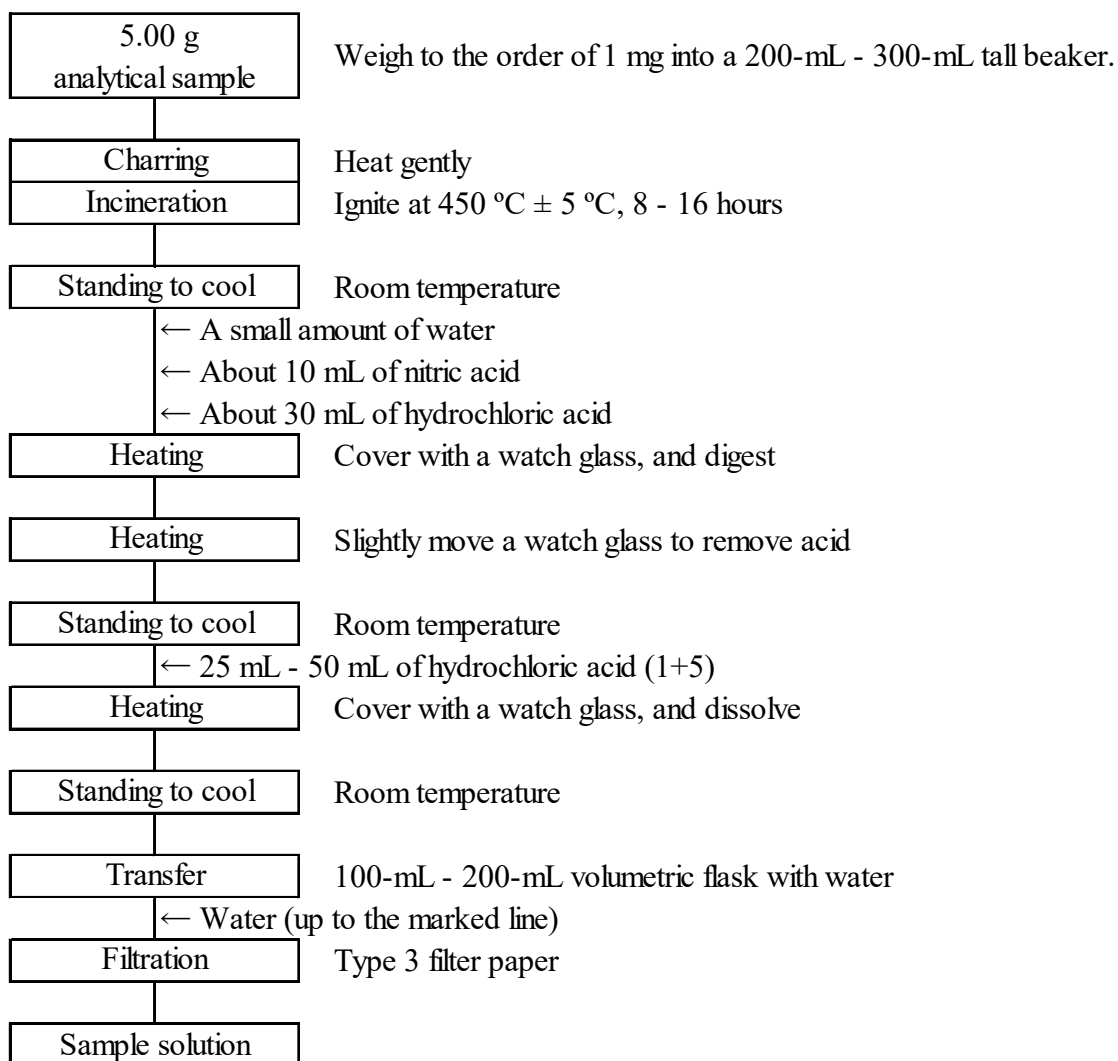 5.00 g
analytical sample
Weigh to the order of 1 mg into a 200-mL - 300-mL tall beaker.
Charring
Heat gently
Incineration
Ignite at 450 ºC ± 5 ºC, 8 - 16 hours
Standing to cool
Room temperature
← A small amount of water
← About 10 mL of nitric acid
← About 30 mL of hydrochloric acid
Heating
Cover with a watch glass, and digest
Heating
Slightly move a watch glass to remove acid
Standing to cool
Room temperature
← 25 mL - 50 mL of hydrochloric acid (1+5)
Heating
Cover with a watch glass, and dissolve
Standing to cool
Room temperature
Transfer
100-mL - 200-mL volumetric flask with water
← Water (up to the marked line)
Filtration
Type 3 filter paper
Sample solution